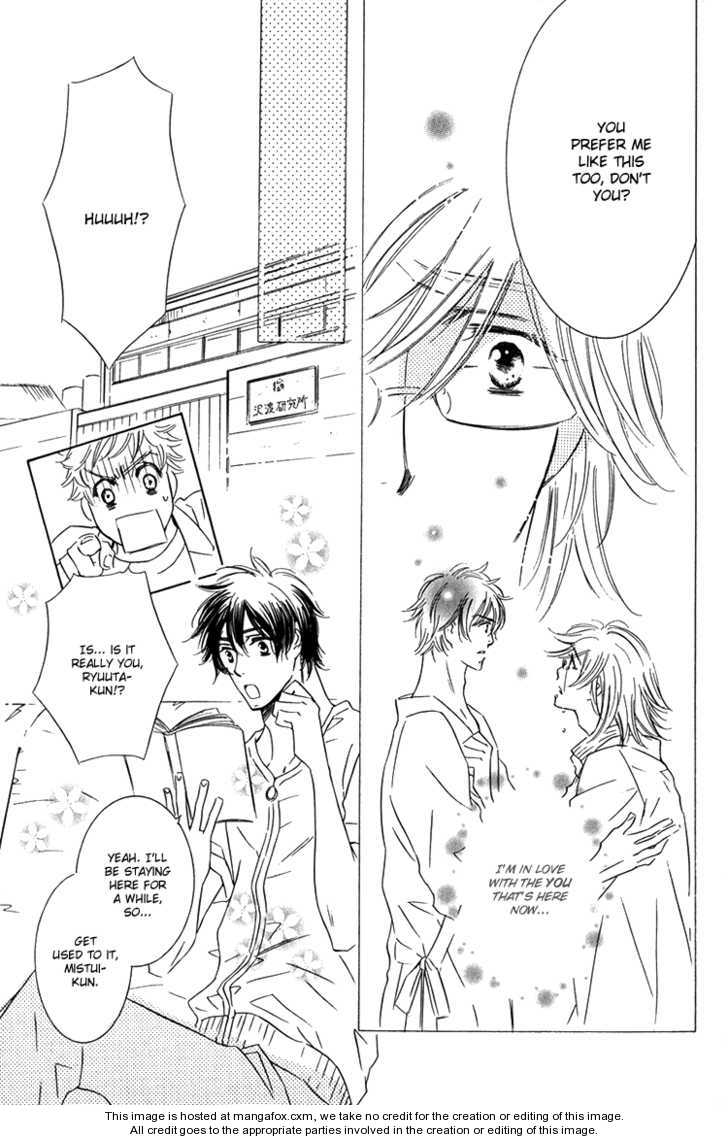 YOU
PREFER ME
LIKE THIS
TOO, DON'T
YOU?
I'M IN LOVE
WITH THE YOU
THAT'S HERE
NOW...
HUUUH!?
沢渡研究所
IS... IS IT
REALLY YOU,
RYUUTA-
KUN!?
YEAH. I'LL
BE STAYING
HERE FOR
A WHILE,
SO...
GET
USED TO IT,
MISTUI-
KUN.
This image is hosted at mangafox.cxm, we take no credit for the creation or editing of this image.
All credit goes to the appropriate parties involved in the creation or editing of this image.